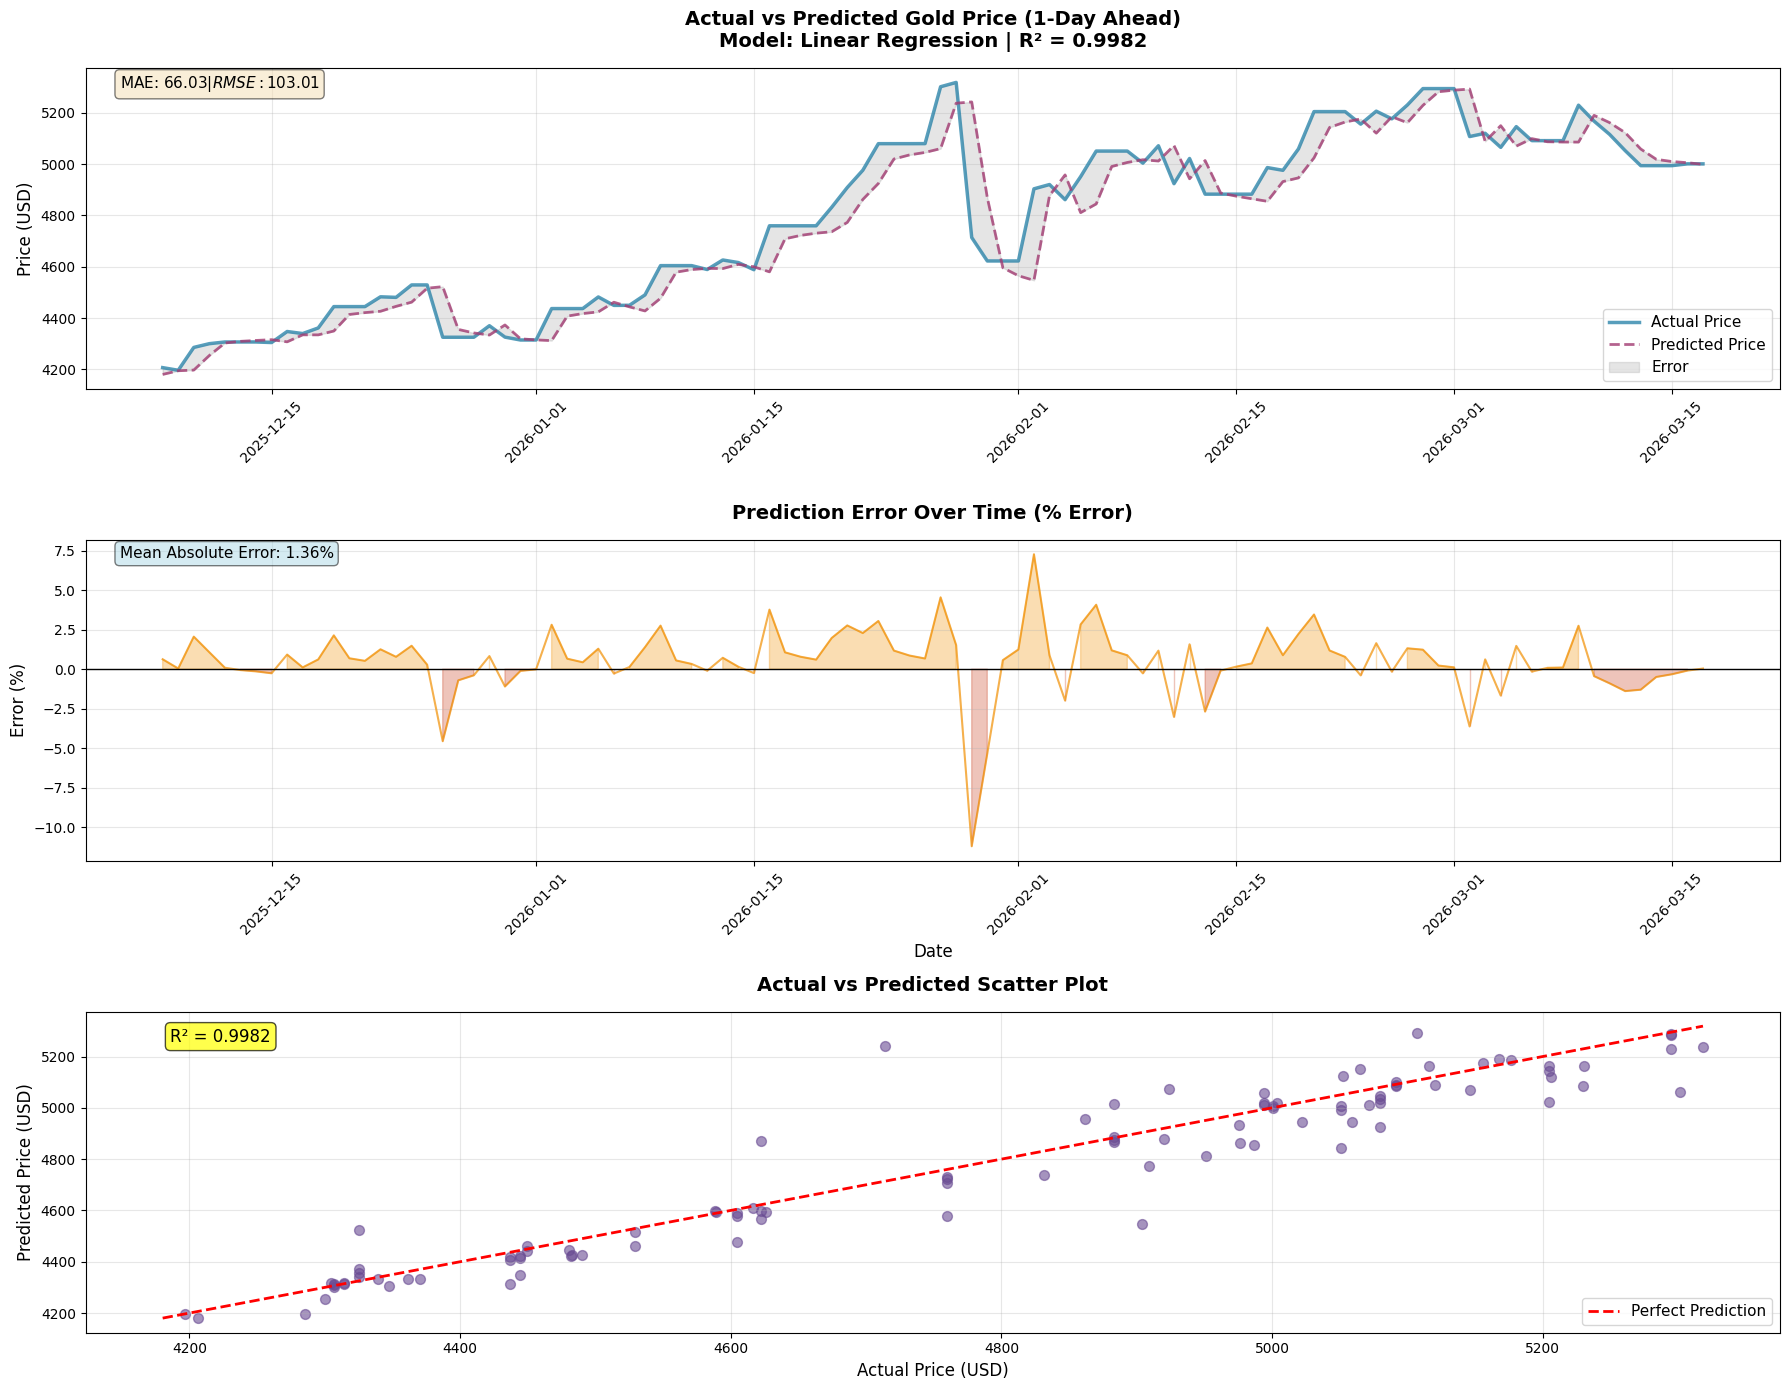 Actual vs Predicted Gold Price (1-Day Ahead)
Model: Linear Regression | R² = 0.9982
MAE: 66.03|RMSE : 103.01
Price (USD)
5200
5000
4800
4600
4400
4200
Actual Price
Predicted Price
Error
2025-12-15
2026-01-01
2026-01-15
2026-02-01
2026-02-15
2026-03-01
2026-03-15
Prediction Error Over Time (% Error)
Mean Absolute Error: 1.36%
Error (%)
7.5
5.0
2.5
0.0
−2.5
−5.0
−7.5
−10.0
2025-12-15
2026-01-01
2026-01-15
2026-02-01
2026-02-15
2026-03-01
2026-03-15
Date
Actual vs Predicted Scatter Plot
R² = 0.9982
Predicted Price (USD)
5200
5000
4800
4600
4400
4200
Perfect Prediction
4200
4400
4600
4800
5000
5200
Actual Price (USD)